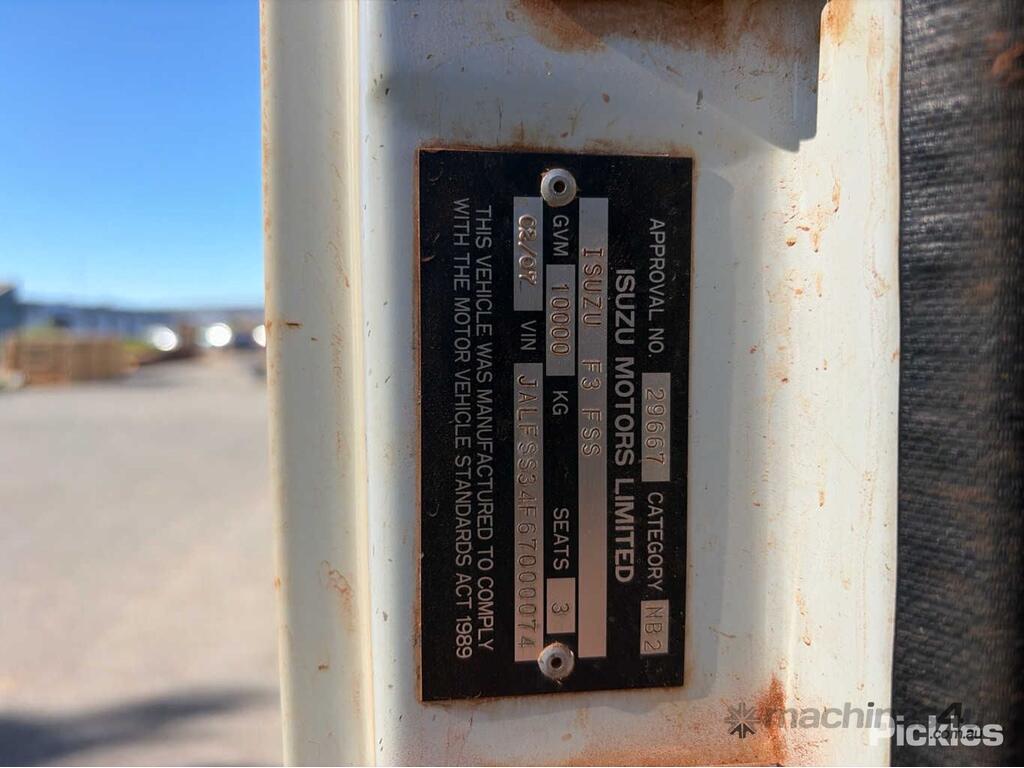 APPROVAL NO. 29667 CATEGORY NB2
ISUZU MOTORS LIMITED
ISUZU F3 FSS
GVM 10000 KG SEATS 3
02/07 VIN JALFSS34F67000074
THIS VEHICLE WAS MANUFACTURED TO COMPLY
WITH THE MOTOR VEHICLE STANDARDS ACT 1989
machines4u
.com.au
Pickles